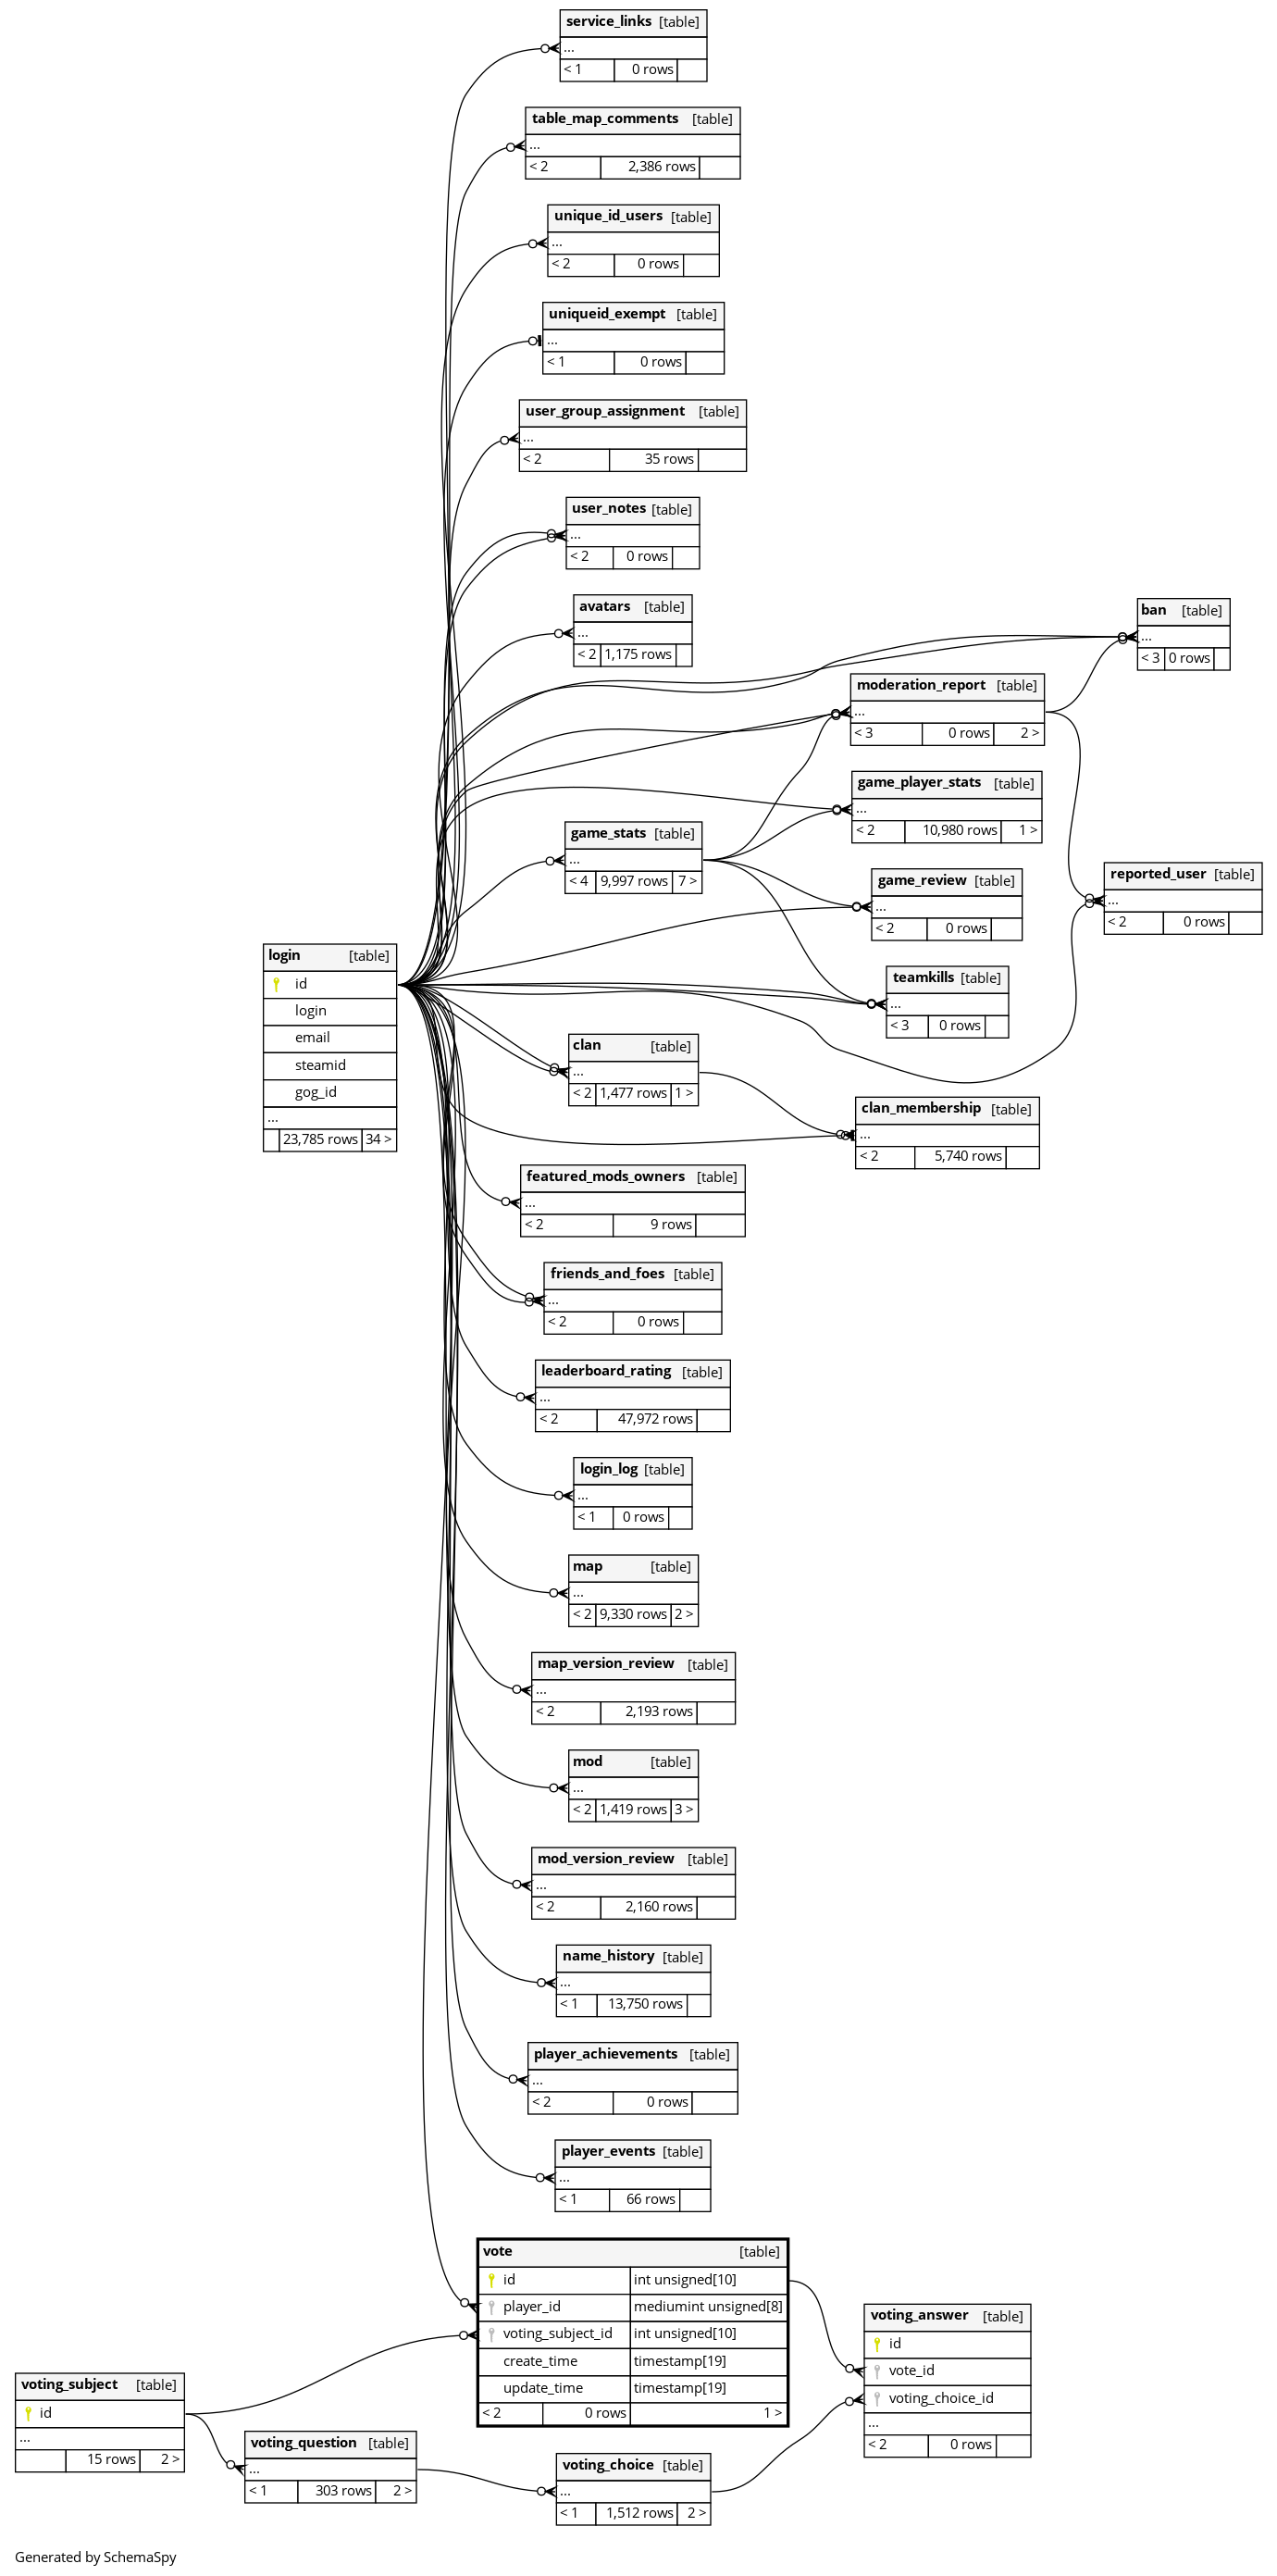 service_links [table]
...
< 1 0 rows
table_map_comments [table]
...
< 2 2,386 rows
unique_id_users [table]
...
< 2 0 rows
uniqueid_exempt [table]
...
< 1 0 rows
user_group_assignment [table]
...
< 2 35 rows
user_notes [table]
...
< 2 0 rows
avatars [table]
...
< 2 1,175 rows
ban [table]
...
< 3 0 rows
moderation_report [table]
...
< 3 0 rows 2 >
game_player_stats [table]
...
< 2 10,980 rows 1 >
game_stats [table]
...
< 4 9,997 rows 7 >
game_review [table]
...
< 2 0 rows
reported_user [table]
...
< 2 0 rows
teamkills [table]
...
< 3 0 rows
login [table]
id
login
email
steamid
gog_id
...
23,785 rows 34 >
clan [table]
...
< 2 1,477 rows 1 >
clan_membership [table]
...
< 2 5,740 rows
featured_mods_owners [table]
...
< 2 9 rows
friends_and_foes [table]
...
< 2 0 rows
leaderboard_rating [table]
...
< 2 47,972 rows
login_log [table]
...
< 1 0 rows
map [table]
...
< 2 9,330 rows 2 >
map_version_review [table]
...
< 2 2,193 rows
mod [table]
...
< 2 1,419 rows 3 >
mod_version_review [table]
...
< 2 2,160 rows
name_history [table]
...
< 1 13,750 rows
player_achievements [table]
...
< 2 0 rows
player_events [table]
...
< 1 66 rows
vote [table]
id int unsigned[10]
player_id mediumint unsigned[8]
voting_subject_id int unsigned[10]
create_time timestamp[19]
update_time timestamp[19]
< 2 0 rows 1 >
voting_answer [table]
id
vote_id
voting_choice_id
...
< 2 0 rows
voting_subject [table]
id
...
15 rows 2 >
voting_question [table]
...
< 1 303 rows 2 >
voting_choice [table]
...
< 1 1,512 rows 2 >
Generated by SchemaSpy